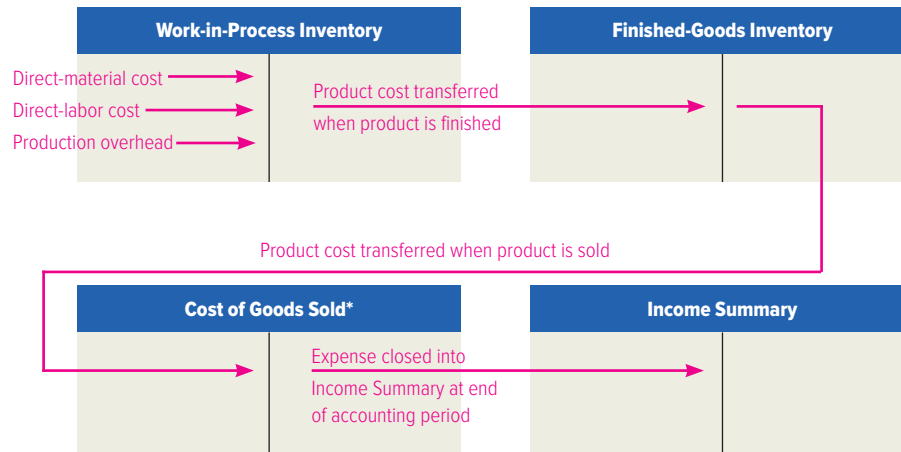 Work-in-Process Inventory
Finished-Goods Inventory
Direct-material cost
Direct-labor cost
Production overhead
Product cost transferred
when product is finished
Product cost transferred when product is sold
Cost of Goods Sold*
Income Summary
Expense closed into
Income Summary at end
of accounting period